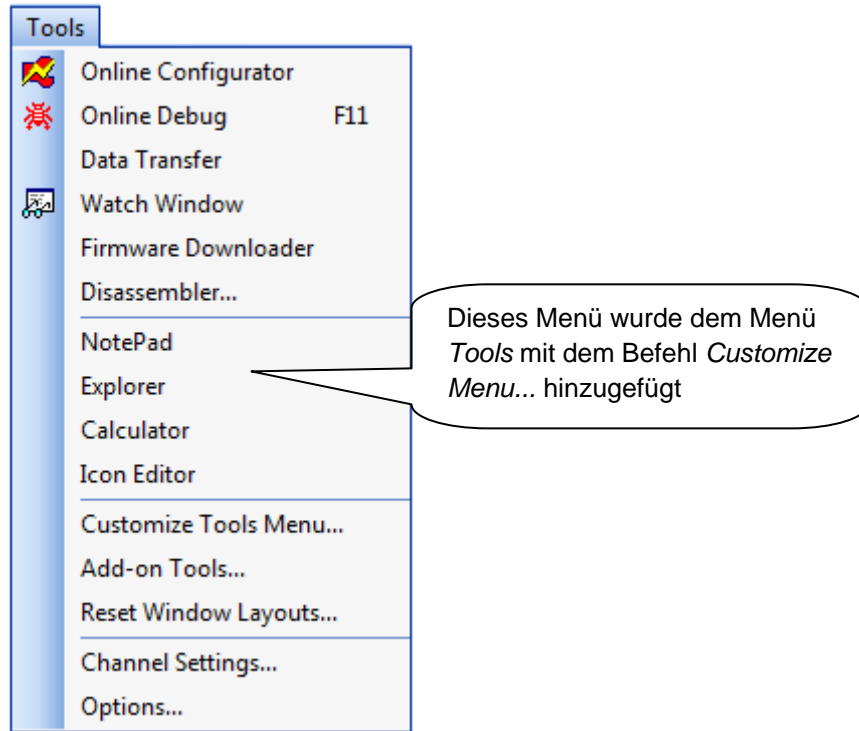 Tools
Online Configurator
Online Debug F11
Data Transfer
Watch Window
Firmware Downloader
Disassembler...
NotePad
Explorer
Calculator
Icon Editor
Customize Tools Menu...
Add-on Tools...
Reset Window Layouts...
Channel Settings...
Options...
Dieses Menü wurde dem Menü
Tools mit dem Befehl Customize
Menu... hinzugefügt